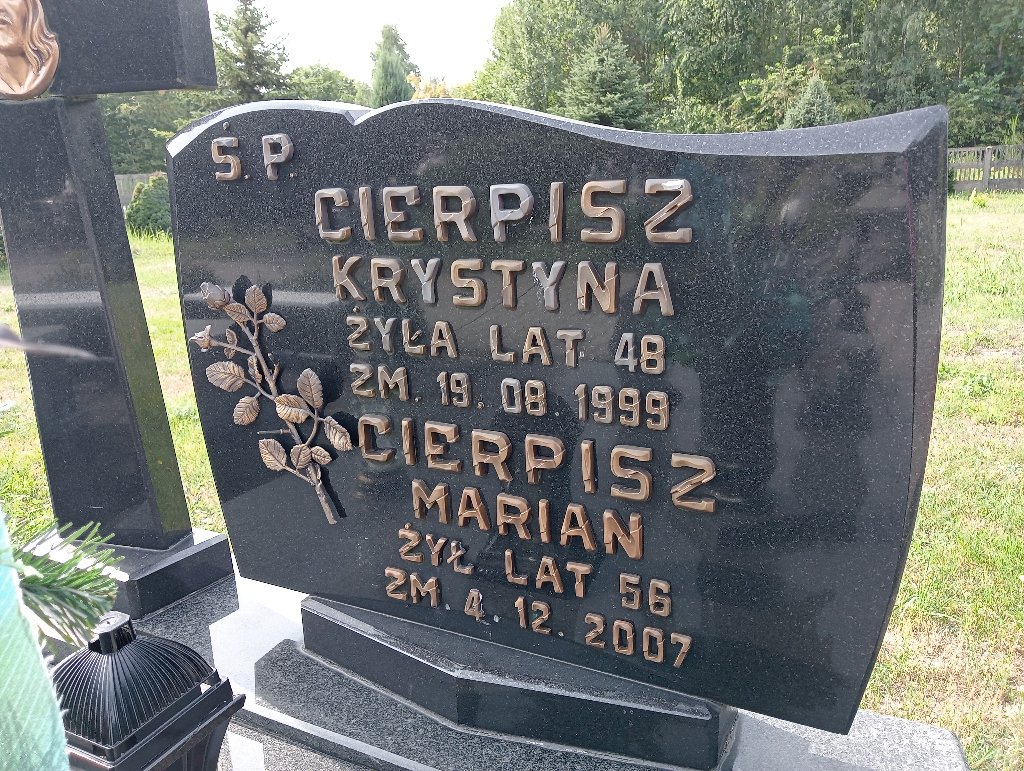 Ś. P.
CIERPISZ
KRYSTYNA
ŻYŁA LAT 48
ZM. 19. 08. 1999
CIERPISZ
MARIAN
ŻYŁ LAT 56
ZM. 4. 12. 2007